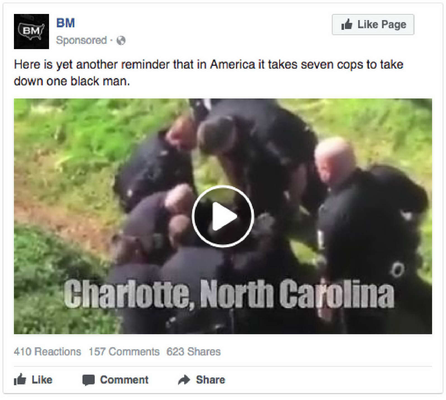 BM
BM
Like Page
Sponsored ·
Here is yet another reminder that in America it takes seven cops to take
down one black man.
Charlotte, North Carolina
410 Reactions 157 Comments 623 Shares
Like Comment Share